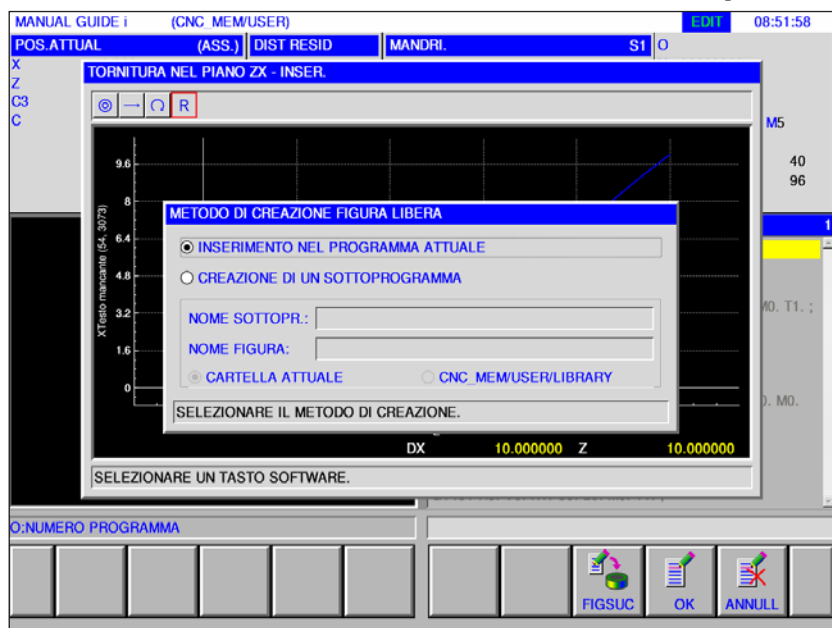 MANUAL GUIDE i (CNC_MEM/USER) EDIT 08:51:58
POS.ATTUAL (ASS.) DIST RESID MANDRI. S1 O
X
Z
C3
C
M5
40
96
TORNITURA NEL PIANO ZX - INSER.
R
9.6
8
6.4
4.8
3.2
1.6
0
XTesto mancante (54, 3073)
METODO DI CREAZIONE FIGURA LIBERA
INSERIMENTO NEL PROGRAMMA ATTUALE
CREAZIONE DI UN SOTTOPROGRAMMA
NOME SOTTOPR.:
NOME FIGURA:
CARTELLA ATTUALE CNC_MEM/USER/LIBRARY
SELEZIONARE IL METODO DI CREAZIONE.
DX 10.000000 Z 10.000000
SELEZIONARE UN TASTO SOFTWARE.
1
M0. T1. ;
0. M0.
O:NUMERO PROGRAMMA
FIGSUC OK ANNULL